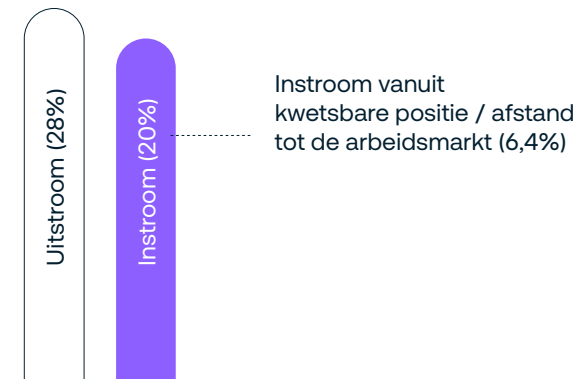 Uitstroom (28%)
Instroom (20%)
Instroom vanuit
kwetsbare positie / afstand
tot de arbeidsmarkt (6,4%)